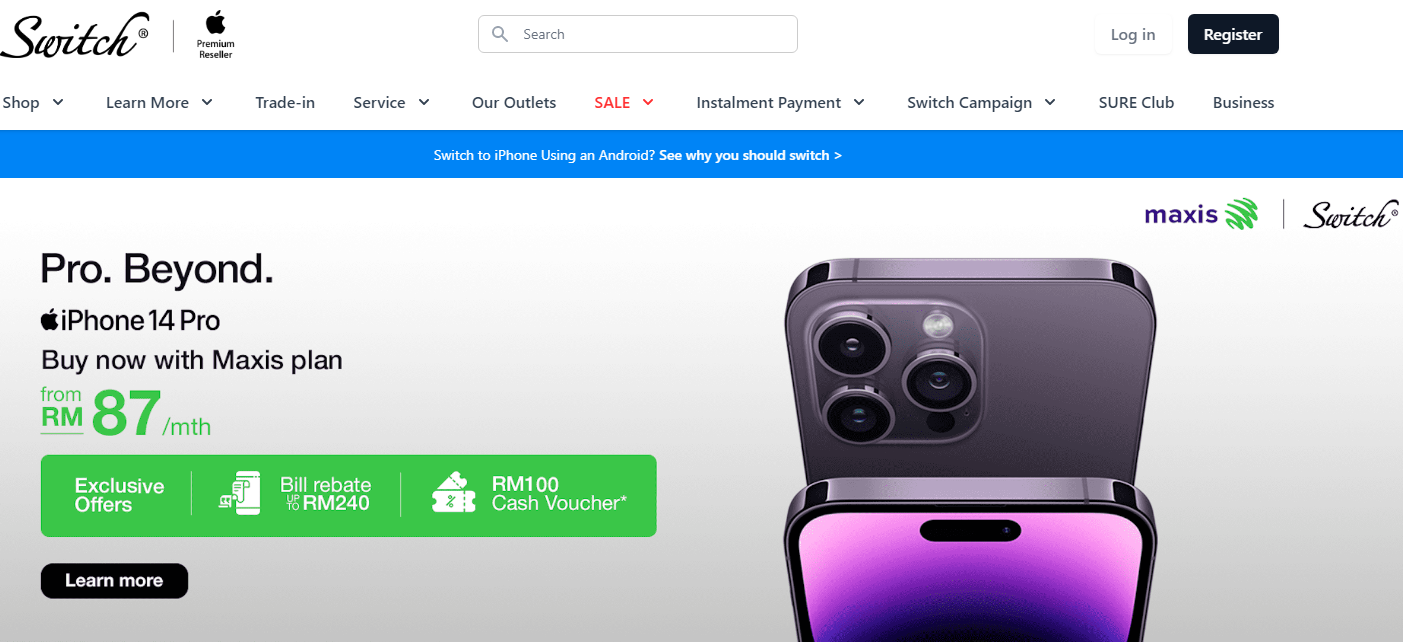 Switch®
Premium
Reseller
Search
Log in
Register
Shop
Learn More
Trade-in
Service
Our Outlets
SALE
Instalment Payment
Switch Campaign
SURE Club
Business
Switch to iPhone Using an Android? See why you should switch >
maxis
Switch®
Pro. Beyond.
iPhone 14 Pro
Buy now with Maxis plan
from
RM 87/mth
Exclusive
Offers
Bill rebate
UP TO RM240
RM100
Cash Voucher*
Learn more